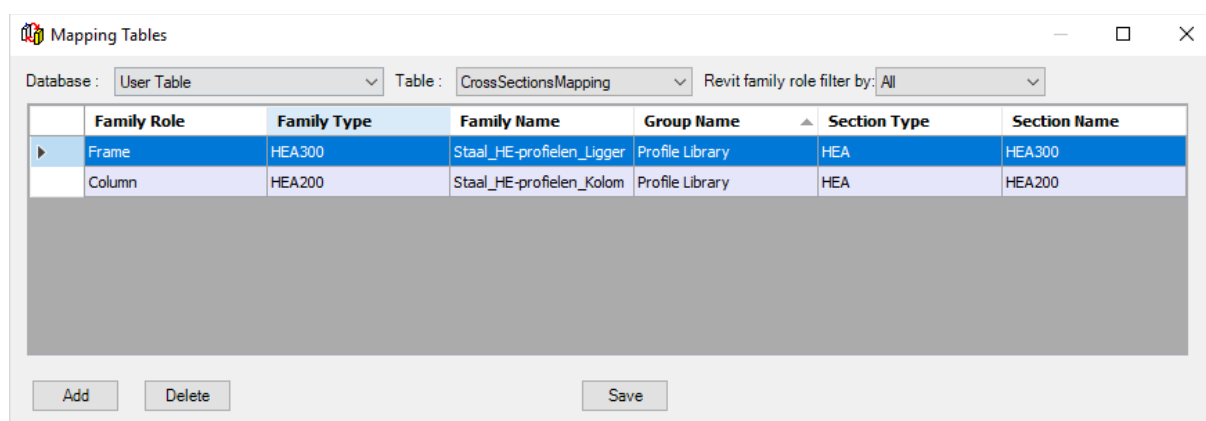 Mapping Tables
Database : User Table Table : CrossSectionsMapping Revit family role filter by: All
Family Role Family Type Family Name Group Name Section Type Section Name
Frame HEA300 Staal_HE-profielen_Ligger Profile Library HEA HEA300
Column HEA200 Staal_HE-profielen_Kolom Profile Library HEA HEA200
Add Delete Save